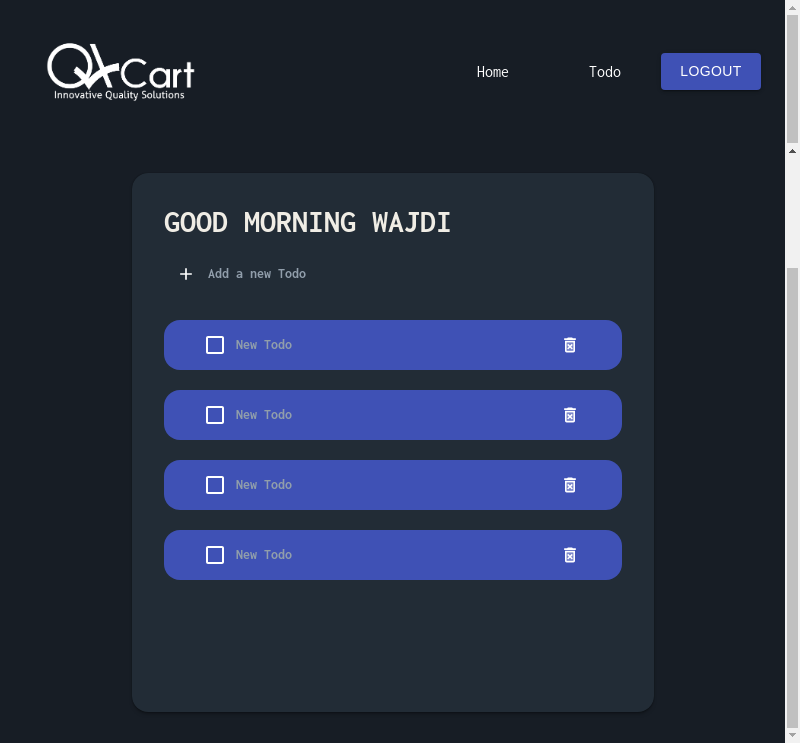 QkCart
Innovative Quality Solutions
Home
Todo
LOGOUT
GOOD MORNING WAJDI
Add a new Todo
New Todo
New Todo
New Todo
New Todo